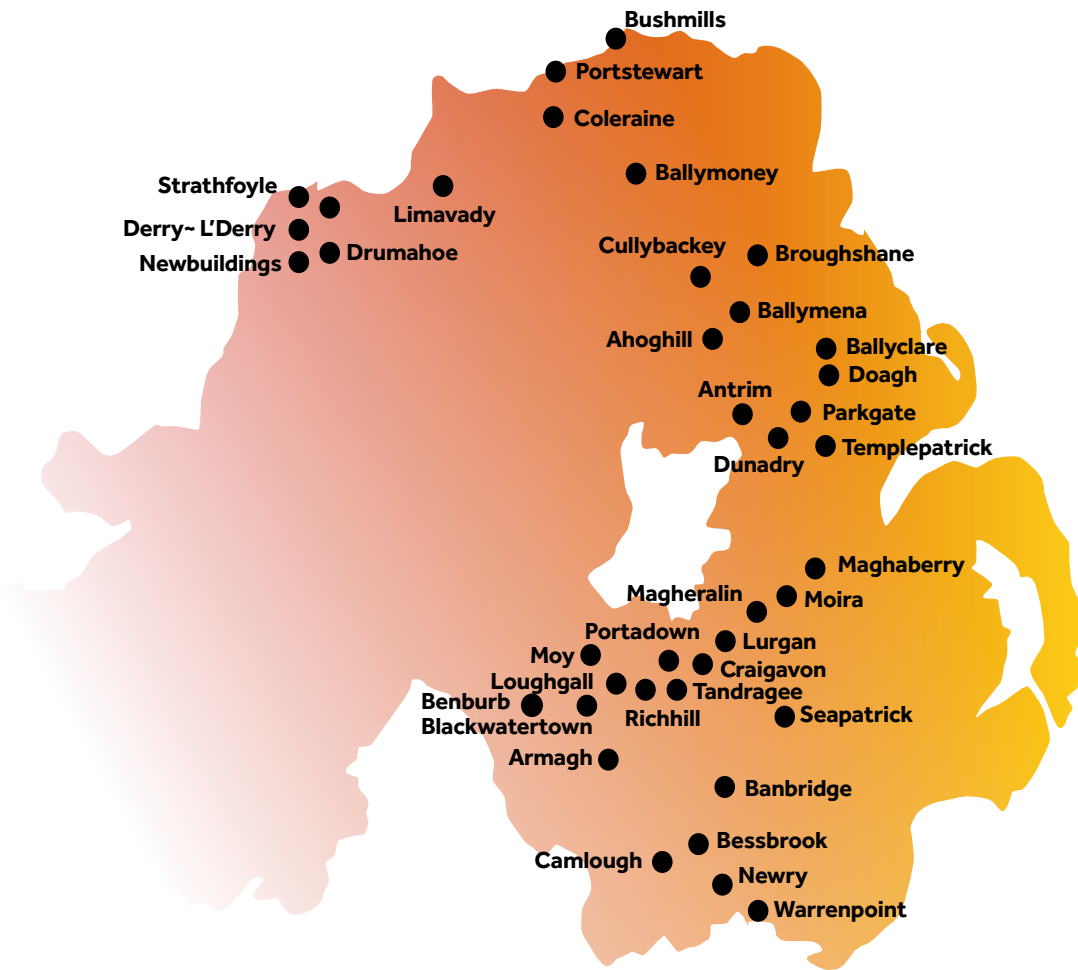 Bushmills
Portstewart
Coleraine
Ballymoney
Strathfoyle
Limavady
Derry~ L'Derry
Drumahoe
Newbuildings
Cullybackey
Broughshane
Ballymena
Ahoghill
Ballyclare
Doagh
Antrim
Parkgate
Templepatrick
Dunadry
Maghaberry
Magheralin
Moira
Portadown
Lurgan
Moy
Craigavon
Loughgall
Tandragee
Benburb
Richhill
Seapatrick
Blackwatertown
Armagh
Banbridge
Bessbrook
Camlough
Newry
Warrenpoint